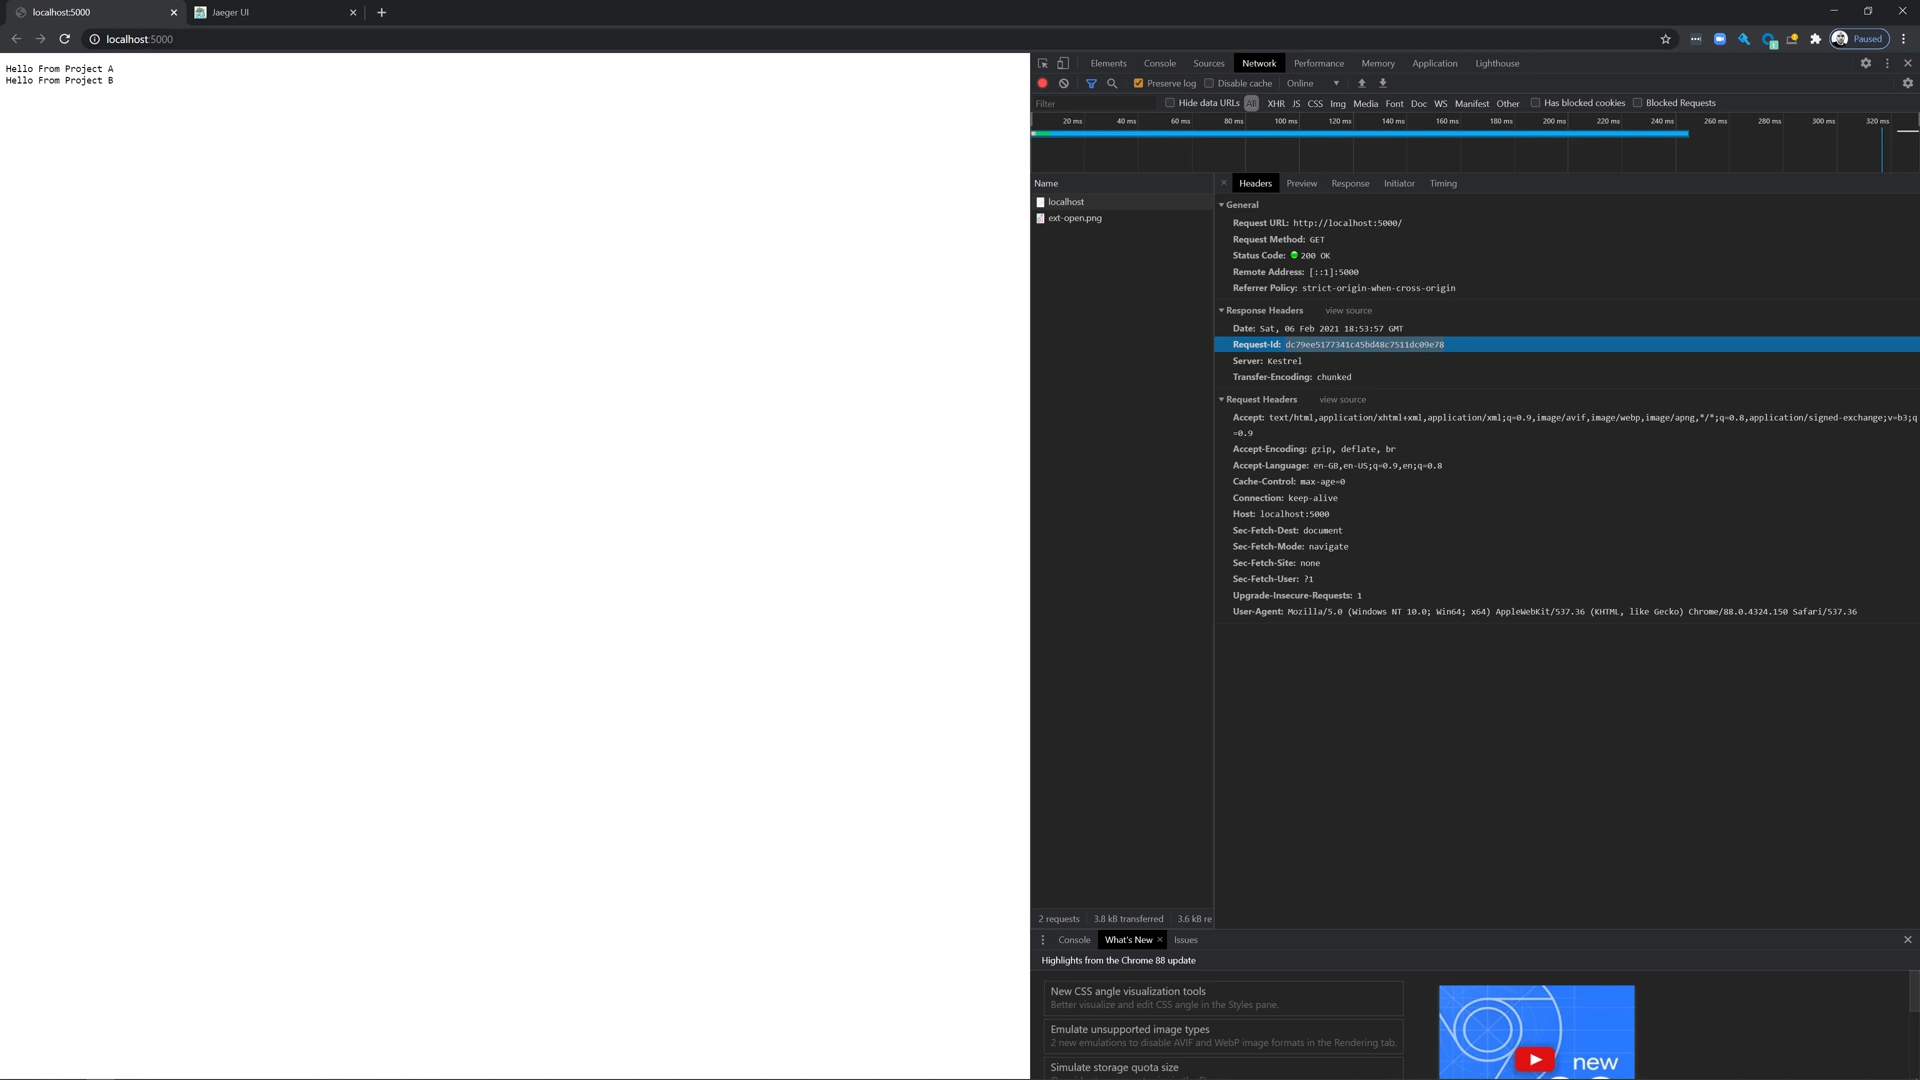 localhost:5000
Jaeger UI
localhost:5000
Paused
Hello From Project A
Hello From Project B
Elements Console Sources Network Performance Memory Application Lighthouse
Preserve log Disable cache Online
Filter Hide data URLs All XHR JS CSS Img Media Font Doc WS Manifest Other Has blocked cookies Blocked Requests
20 ms 40 ms 60 ms 80 ms 100 ms 120 ms 140 ms 160 ms 180 ms 200 ms 220 ms 240 ms 260 ms 280 ms 300 ms 320 ms
Name
localhost
ext-open.png
Headers Preview Response Initiator Timing
General
Request URL: http://localhost:5000/
Request Method: GET
Status Code: 200 OK
Remote Address: [::1]:5000
Referrer Policy: strict-origin-when-cross-origin
Response Headers view source
Date: Sat, 06 Feb 2021 18:53:57 GMT
Request-Id: dc79ee5177341c45bd48c7511dc09e78
Server: Kestrel
Transfer-Encoding: chunked
Request Headers view source
Accept: text/html,application/xhtml+xml,application/xml;q=0.9,image/avif,image/webp,image/apng,*/*;q=0.8,application/signed-exchange;v=b3;q
=0.9
Accept-Encoding: gzip, deflate, br
Accept-Language: en-GB,en-US;q=0.9,en;q=0.8
Cache-Control: max-age=0
Connection: keep-alive
Host: localhost:5000
Sec-Fetch-Dest: document
Sec-Fetch-Mode: navigate
Sec-Fetch-Site: none
Sec-Fetch-User: ?1
Upgrade-Insecure-Requests: 1
User-Agent: Mozilla/5.0 (Windows NT 10.0; Win64; x64) AppleWebKit/537.36 (KHTML, like Gecko) Chrome/88.0.4324.150 Safari/537.36
2 requests 3.8 kB transferred 3.6 kB re
Console What's New Issues
Highlights from the Chrome 88 update
New CSS angle visualization tools
Better visualize and edit CSS angle in the Styles pane.
Emulate unsupported image types
2 new emulations to disable AVIF and WebP image formats in the Rendering tab.
Simulate storage quota size
new